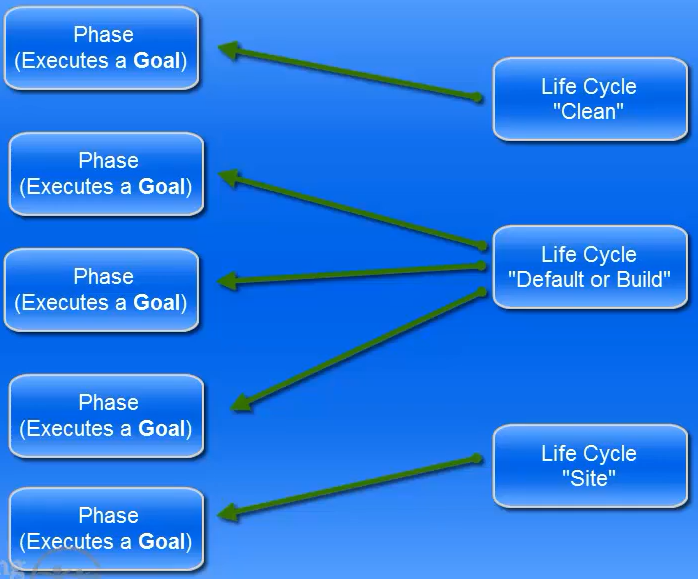 Phase
(Executes a Goal)
Life Cycle
"Clean"
Phase
(Executes a Goal)
Life Cycle
"Default or Build"
Phase
(Executes a Goal)
Phase
(Executes a Goal)
Life Cycle
"Site"
Phase
(Executes a Goal)